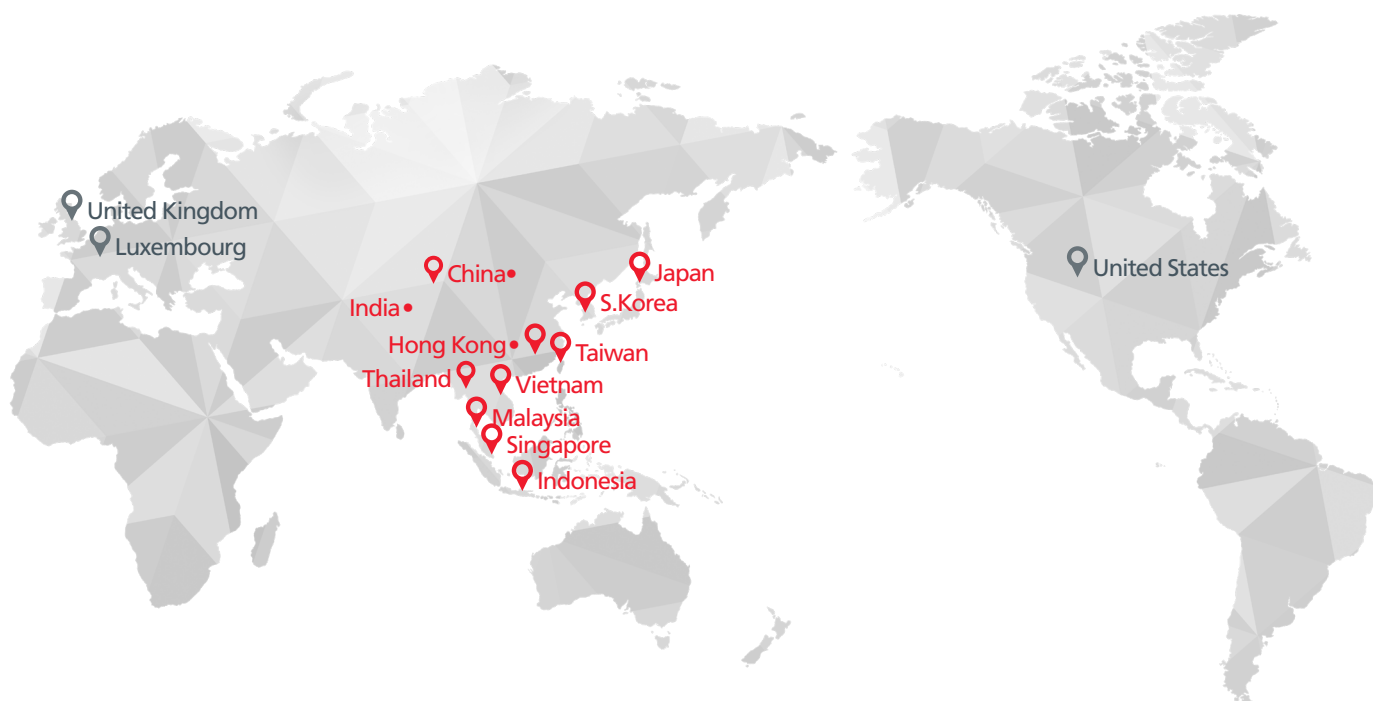 United Kingdom
Luxembourg
China
Japan
United States
India
S.Korea
Hong Kong
Taiwan
Thailand
Vietnam
Malaysia
Singapore
Indonesia